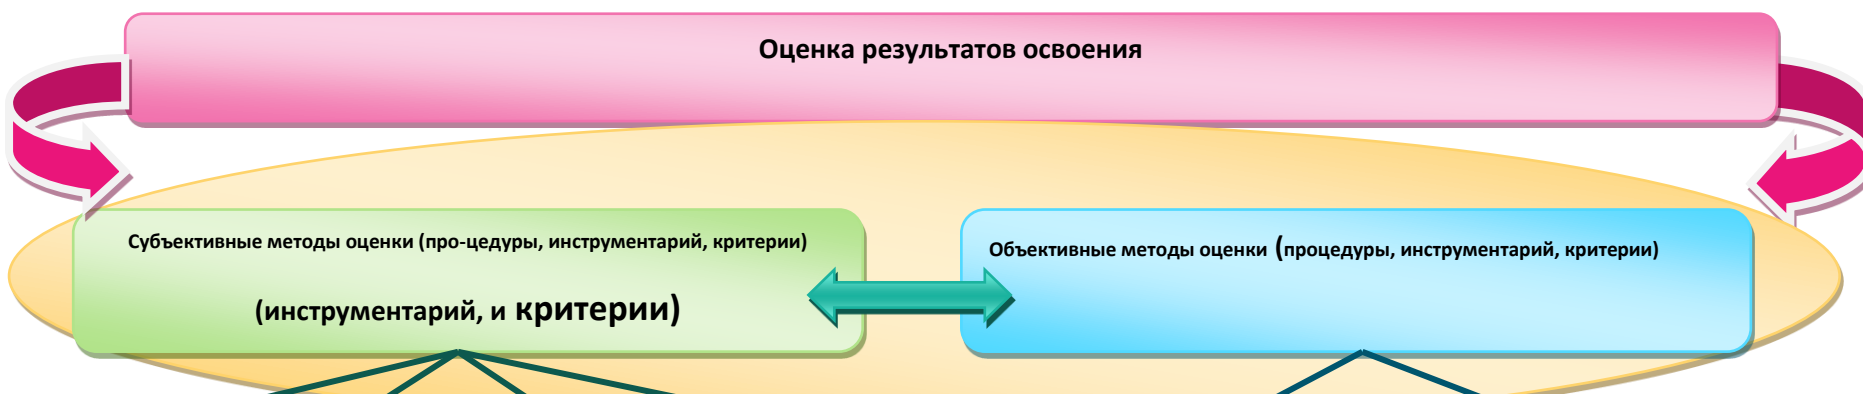 Оценка результатов освоения
Субъективные методы оценки (про-цедуры, инструментарий, критерии)
(инструментарий, и критерии)
Объективные методы оценки (процедуры, инструментарий, критерии)